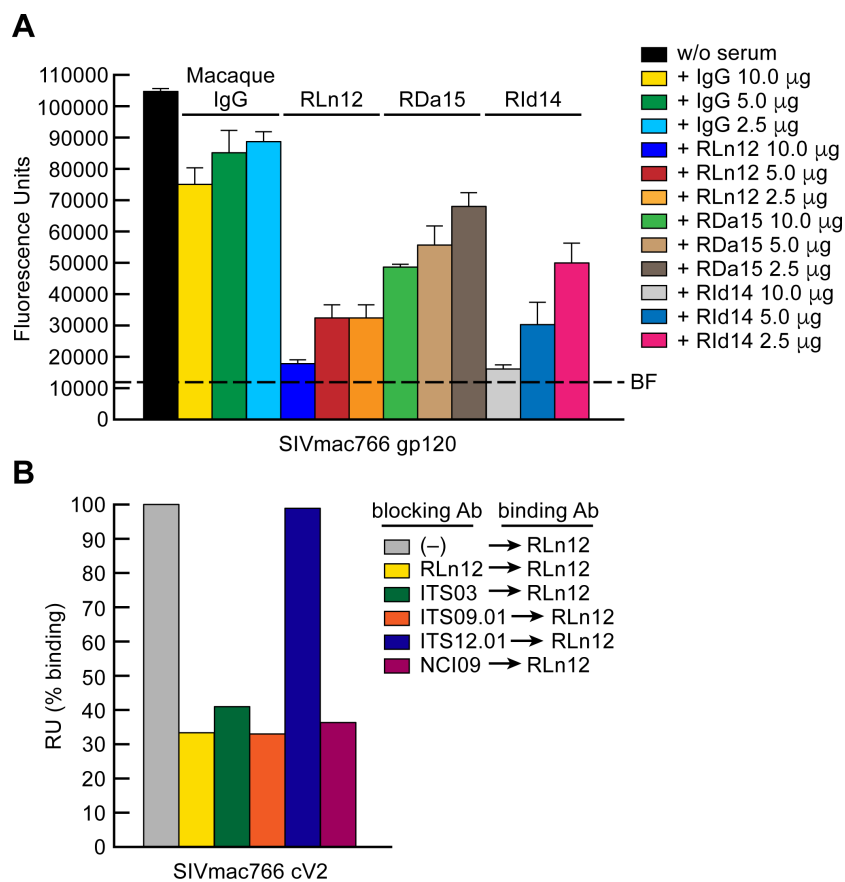 A
Fluorescence Units
110000
100000
90000
80000
70000
60000
50000
40000
30000
20000
10000
0
Macaque
IgG
RLn12
RDa15
RId14
BF
SIVmac766 gp120
w/o serum
+ IgG 10.0 μg
+ IgG 5.0 μg
+ IgG 2.5 μg
+ RLn12 10.0 μg
+ RLn12 5.0 μg
+ RLn12 2.5 μg
+ RDa15 10.0 μg
+ RDa15 5.0 μg
+ RDa15 2.5 μg
+ RId14 10.0 μg
+ RId14 5.0 μg
+ RId14 2.5 μg
B
RU (% binding)
100
90
80
70
60
50
40
30
20
10
0
SIVmac766 cV2
blocking Ab binding Ab
(–) → RLn12
RLn12 → RLn12
ITS03 → RLn12
ITS09.01 → RLn12
ITS12.01 → RLn12
NCI09 → RLn12